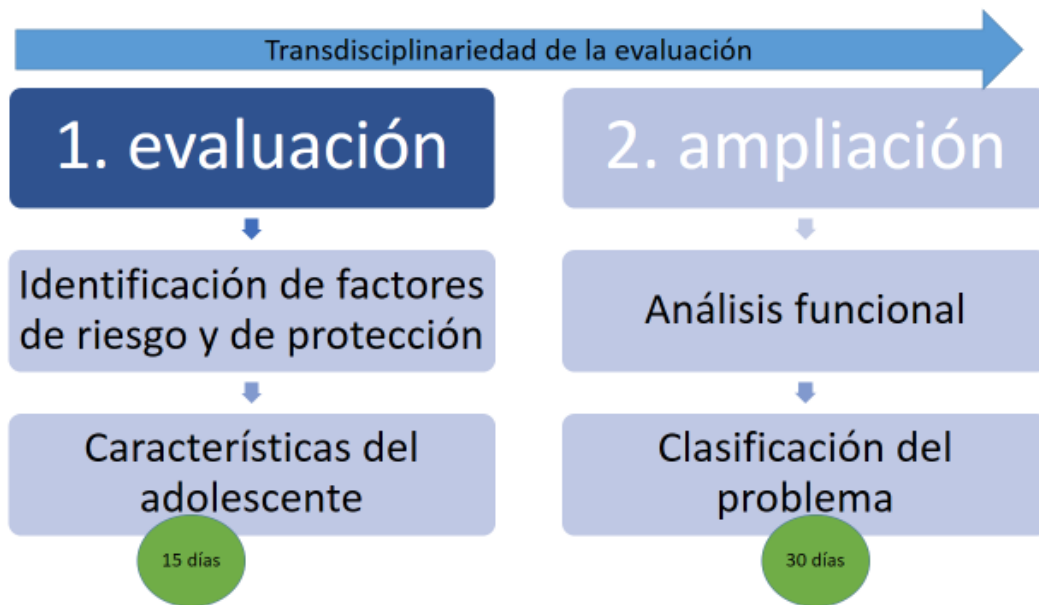 Transdisciplinariedad de la evaluación
1. evaluación
Identificación de factores
de riesgo y de protección
Características del
adolescente
15 días
2. ampliación
Análisis funcional
Clasificación del
problema
30 días